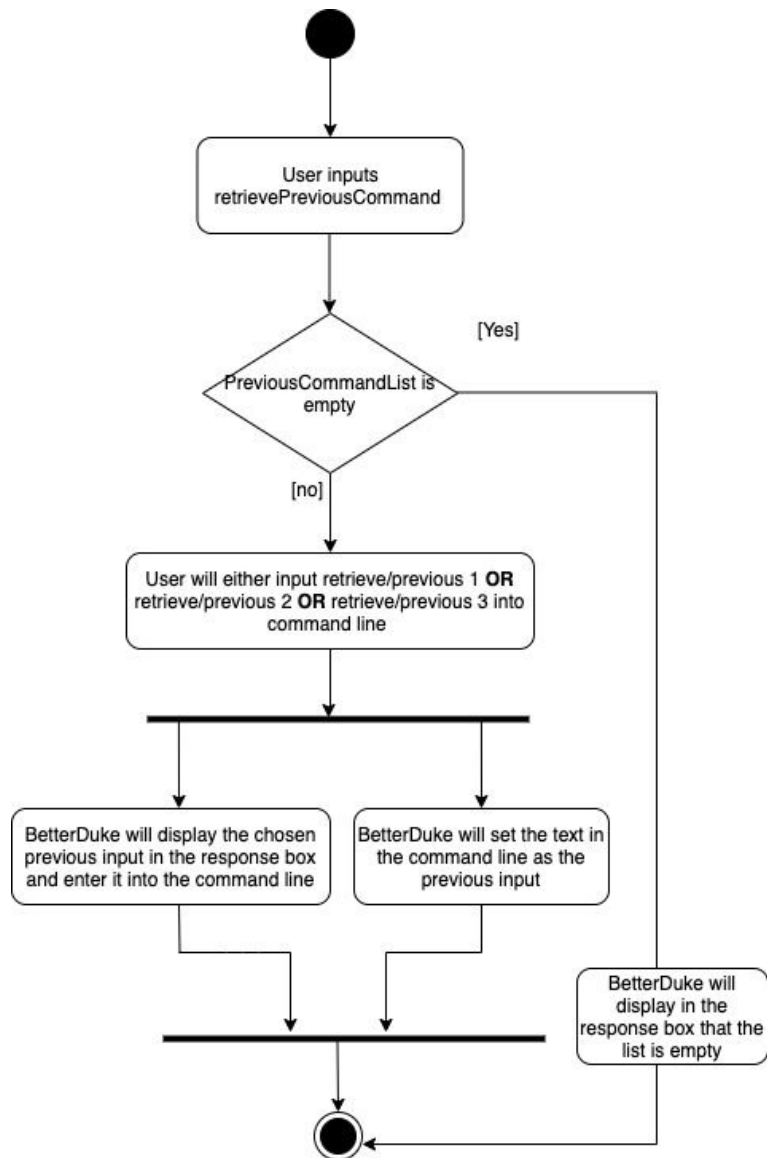 User inputs
retrievePreviousCommand
[Yes]
PreviousCommandList is
empty
[no]
User will either input retrieve/previous 1 OR
retrieve/previous 2 OR retrieve/previous 3 into
command line
BetterDuke will display the chosen
previous input in the response box
and enter it into the command line
BetterDuke will set the text in
the command line as the
previous input
BetterDuke will
display in the
response box that the
list is empty